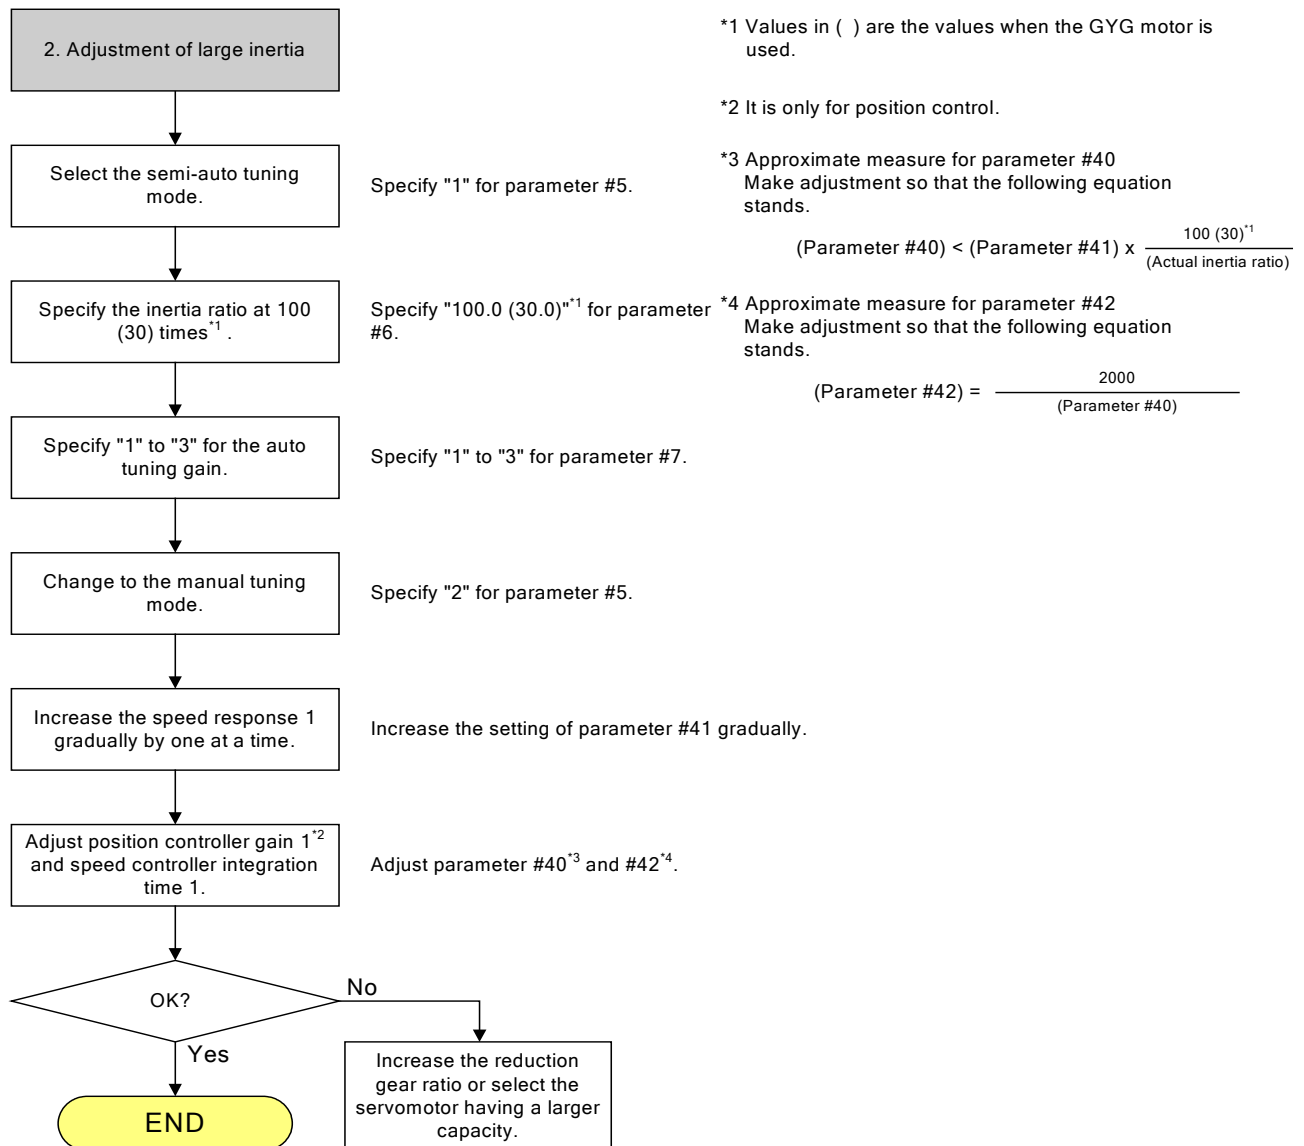 2. Adjustment of large inertia
Select the semi-auto tuning
mode.
Specify "1" for parameter #5.
Specify the inertia ratio at 100
(30) times*1 .
Specify "100.0 (30.0)"*1 for parameter
#6.
Specify "1" to "3" for the auto
tuning gain.
Specify "1" to "3" for parameter #7.
Change to the manual tuning
mode.
Specify "2" for parameter #5.
Increase the speed response 1
gradually by one at a time.
Increase the setting of parameter #41 gradually.
Adjust position controller gain 1*2
and speed controller integration
time 1.
Adjust parameter #40*3 and #42*4.
OK?
No
Yes
Increase the reduction
gear ratio or select the
servomotor having a larger
capacity.
END
*1 Values in ( ) are the values when the GYG motor is
used.
*2 It is only for position control.
*3 Approximate measure for parameter #40
Make adjustment so that the following equation
stands.
(Parameter #40) < (Parameter #41) x
100 (30)*1
(Actual inertia ratio)
*4 Approximate measure for parameter #42
Make adjustment so that the following equation
stands.
(Parameter #42) =
2000
(Parameter #40)